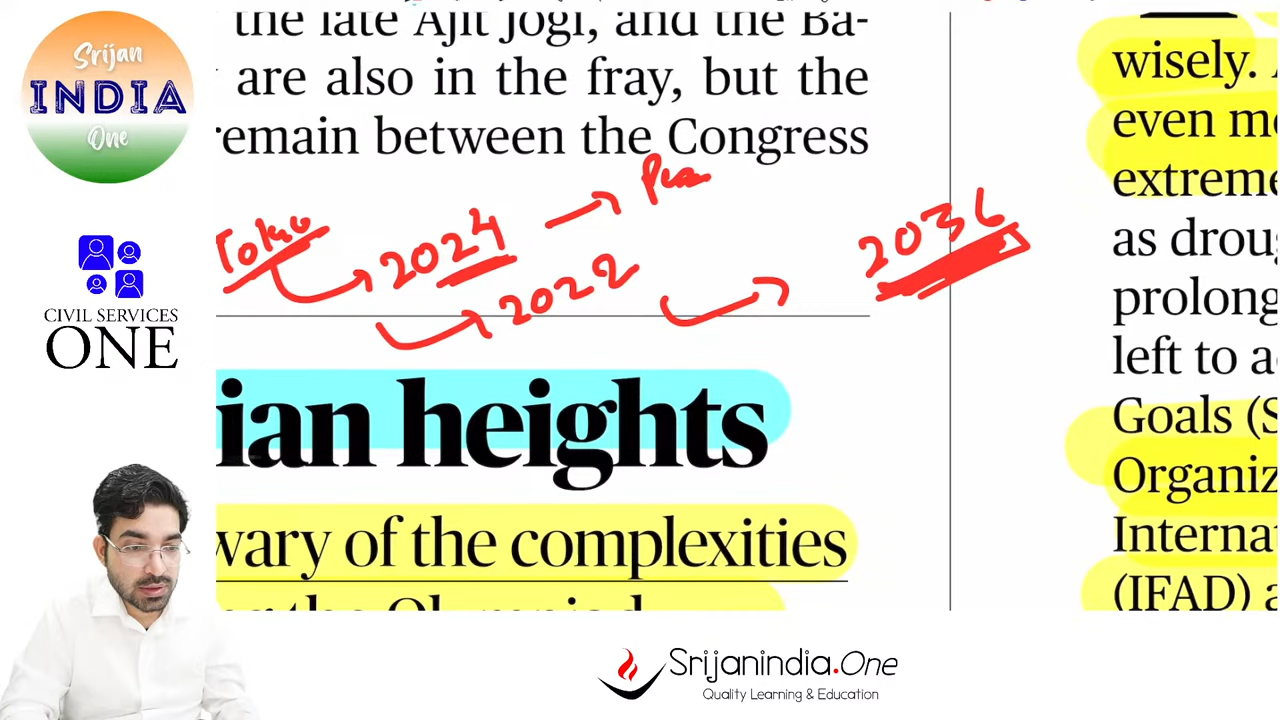 Srijan
INDIA
One
CIVIL SERVICES
ONE
the late Ajit Jogi, and the Ba-
are also in the fray, but the
remain between the Congress
2024
2022
2036
ian heights
wary of the complexities
the Olympiad
wisely.
even
extreme
as drou
prolong
left to a
Goals (S
Organiz
Interna
(IFAD) a
Srijanindia.One
Quality Learning & Education